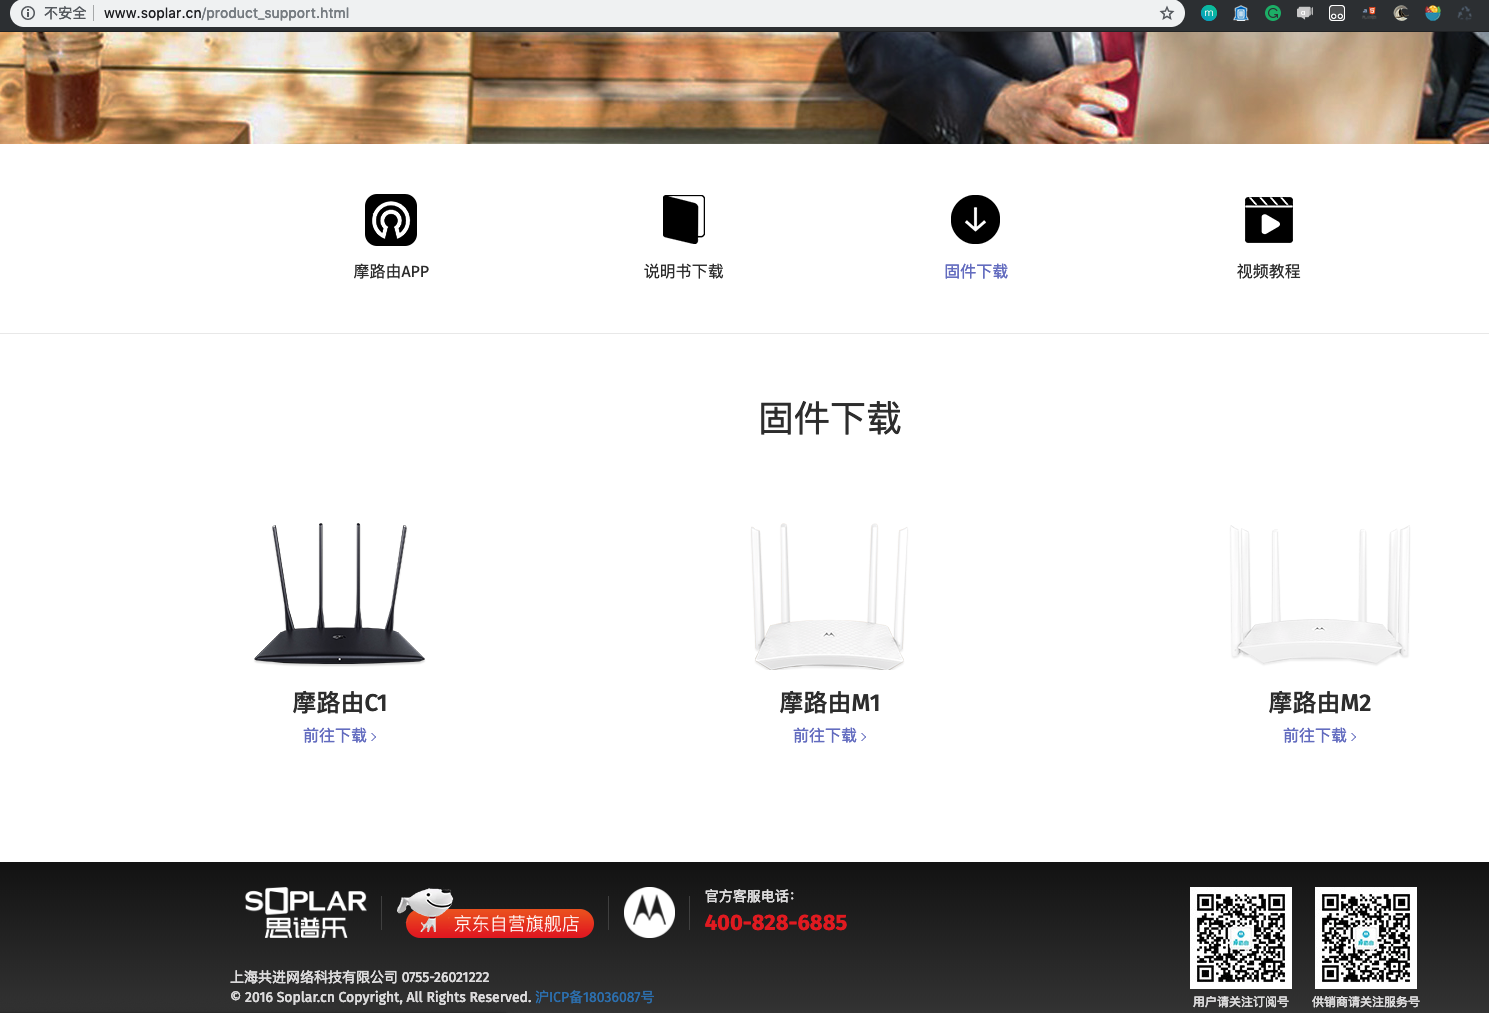 不安全 www.soplar.cn/product_support.html
摩路由APP
说明书下载
固件下载
视频教程
固件下载
摩路由C1
前往下载 >
摩路由M1
前往下载 >
摩路由M2
前往下载 >
SOPLAR
思谱乐
京东自营旗舰店
官方客服电话：
400-828-6885
上海共进网络科技有限公司 0755-26021222
© 2016 Soplar.cn Copyright, All Rights Reserved. 沪ICP备18036087号
用户请关注订阅号
供销商请关注服务号